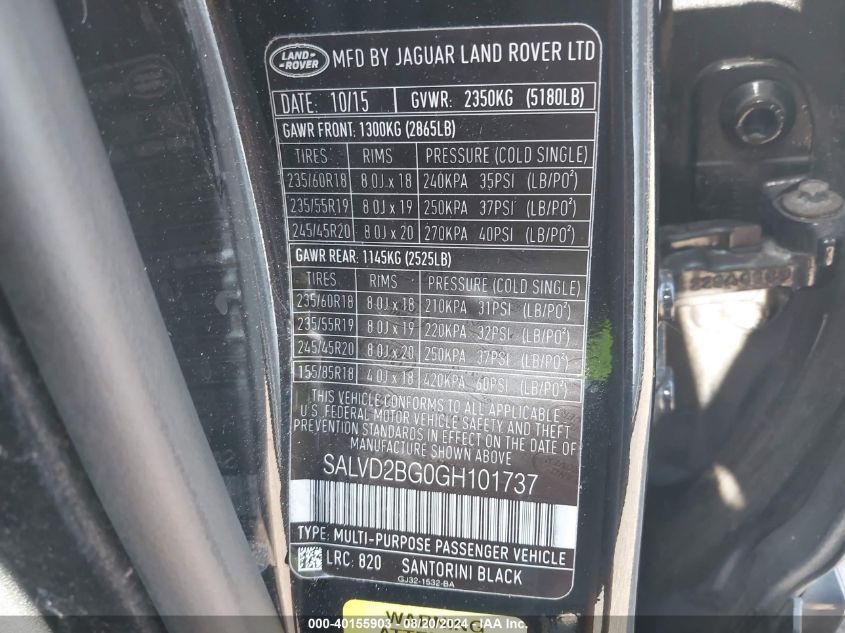 LAND
ROVER
MFD BY JAGUAR LAND ROVER LTD
DATE: 10/15 GVWR: 2350KG (5180LB)
GAWR FRONT: 1300KG (2865LB)
TIRES RIMS PRESSURE (COLD SINGLE)
235/60R18 8.0J x 18 240KPA 35PSI (LB/PO²)
235/55R19 8.0J x 19 250KPA 37PSI (LB/PO²)
245/45R20 8.0J x 20 270KPA 40PSI (LB/PO²)
GAWR REAR: 1145KG (2525LB)
TIRES RIMS PRESSURE (COLD SINGLE)
235/60R18 8.0J x 18 210KPA 31PSI (LB/PO²)
235/55R19 8.0J x 19 220KPA 32PSI (LB/PO²)
245/45R20 8.0J x 20 250KPA 37PSI (LB/PO²)
155/85R18 4.0J x 18 420KPA 60PSI (LB/PO²)
THIS VEHICLE CONFORMS TO ALL APPLICABLE
U.S. FEDERAL MOTOR VEHICLE SAFETY AND THEFT
PREVENTION STANDARDS IN EFFECT ON THE DATE OF
MANUFACTURE SHOWN ABOVE
SALVD2BG0GH101737
TYPE: MULTI-PURPOSE PASSENGER VEHICLE
LRC: 820 SANTORINI BLACK
GJ32-1532-BA
WARNING
000-40155903 - 08/20/2024 - IAA Inc.